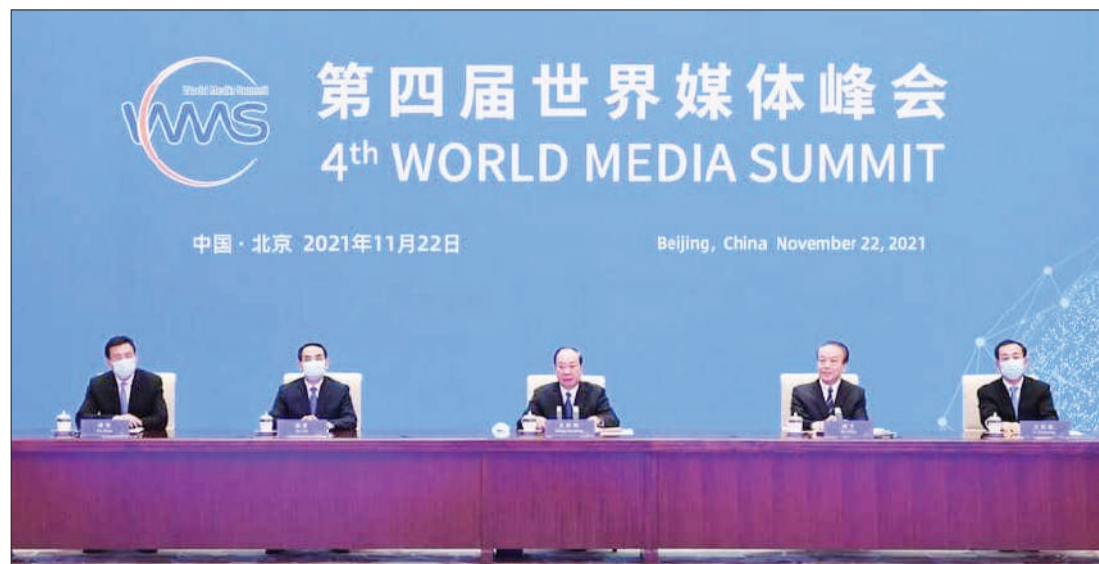 World Media Summit
WMS
第四届世界媒体峰会
4th WORLD MEDIA SUMMIT
中国·北京 2021年11月22日
Beijing, China November 22, 2021